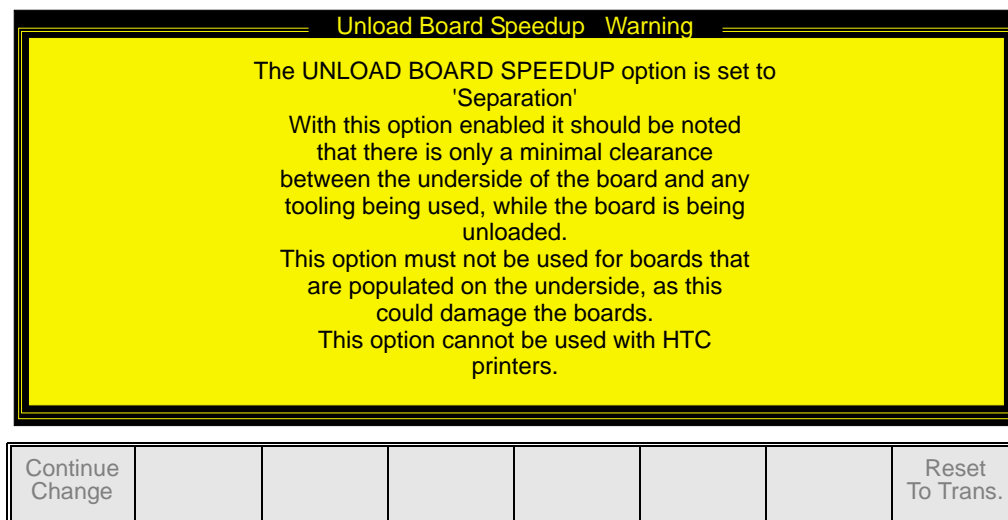 Unload Board Speedup Warning
The UNLOAD BOARD SPEEDUP option is set to
'Separation'
With this option enabled it should be noted
that there is only a minimal clearance
between the underside of the board and any
tooling being used, while the board is being
unloaded.
This option must not be used for boards that
are populated on the underside, as this
could damage the boards.
This option cannot be used with HTC
printers.
Continue
Change
Reset
To Trans.